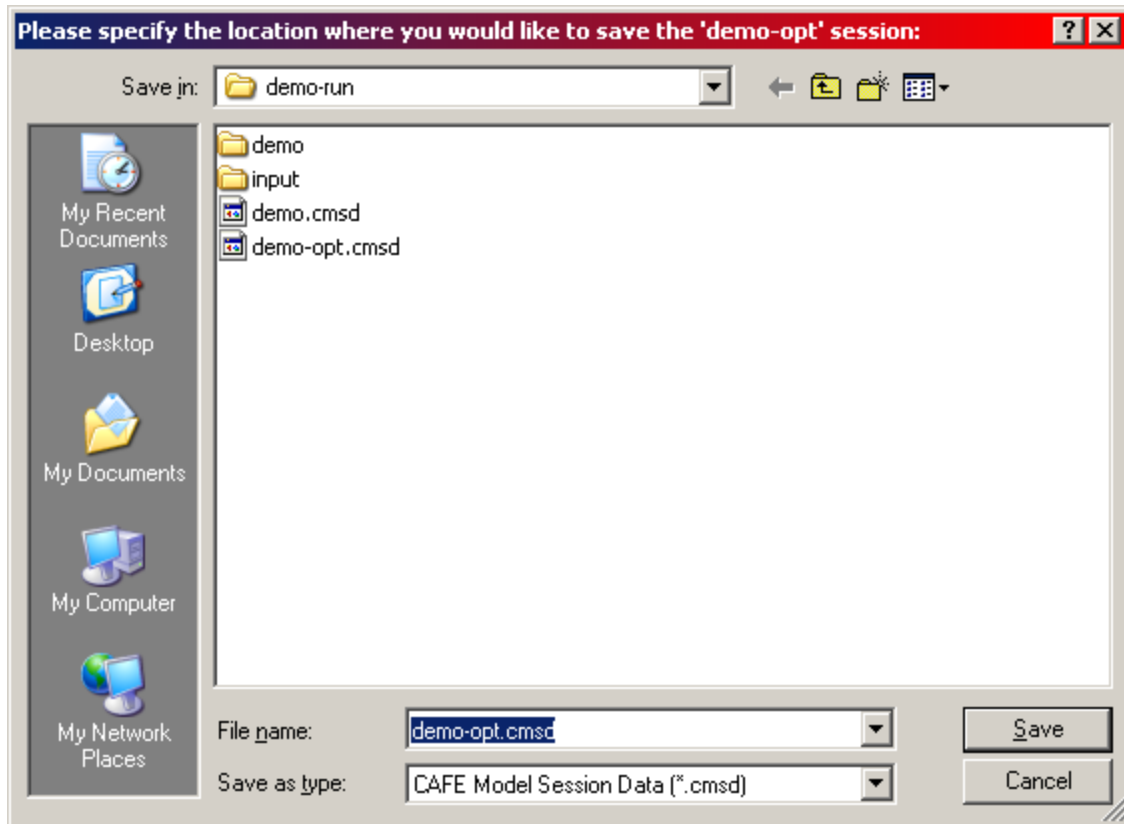 Please specify the location where you would like to save the 'demo-opt' session:
Save in: demo-run
demo
input
demo.cmsd
demo-opt.cmsd
My Recent
Documents
Desktop
My Documents
My Computer
My Network
Places
File name: demo-opt.cmsd Save
Save as type: CAFE Model Session Data (*.cmsd) Cancel